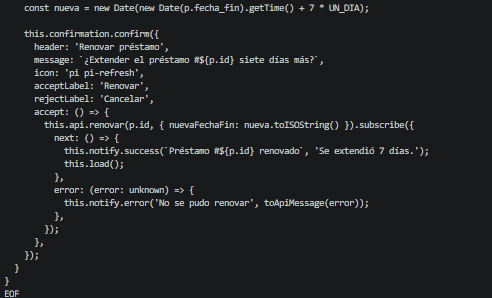 const nueva = new Date(new Date(p.fecha_fin).getTime() + 7 * UN_DIA);
this.confirmation.confirm({
header: 'Renovar préstamo',
message: `¿Extender el préstamo #${p.id} siete días más?`,
icon: 'pi pi-refresh',
acceptLabel: 'Renovar',
rejectLabel: 'Cancelar',
accept: () => {
this.api.renovar(p.id, { nuevaFechaFin: nueva.toISOString() }).subscribe({
next: () => {
this.notify.success(`Préstamo #${p.id} renovado`, 'Se extendió 7 días.');
this.load();
},
error: (error: unknown) => {
this.notify.error('No se pudo renovar', toApiMessage(error));
},
});
},
});
}
}
EOF